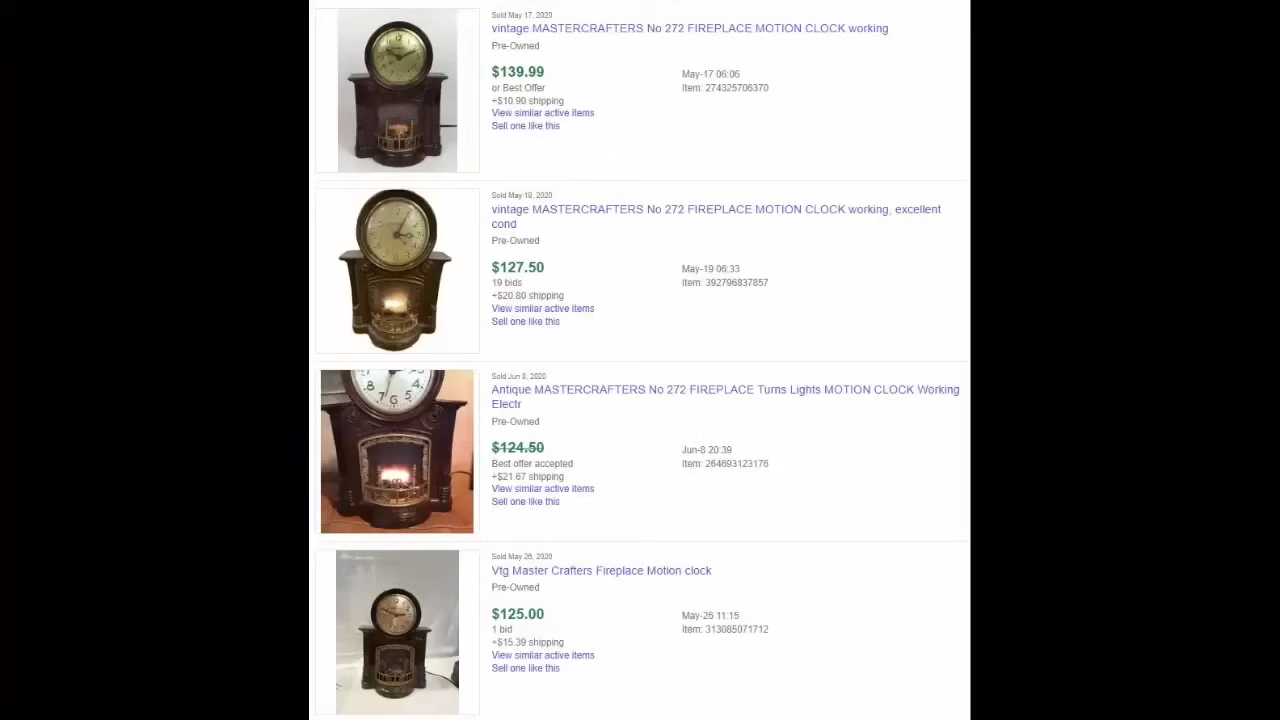 Sold May 17, 2020
vintage MASTERCRAFTERS No 272 FIREPLACE MOTION CLOCK working
Pre-Owned
$139.99
May-17 06:06
or Best Offer
Item: 274325706370
+$10.90 shipping
View similar active items
Sell one like this
Sold May 19, 2020
vintage MASTERCRAFTERS No 272 FIREPLACE MOTION CLOCK working, excellent
cond
Pre-Owned
$127.50
May-19 06:33
19 bids
Item: 392796837857
+$20.80 shipping
View similar active items
Sell one like this
Sold Jun 8, 2020
Antique MASTERCRAFTERS No 272 FIREPLACE Turns Lights MOTION CLOCK Working
Electr
Pre-Owned
$124.50
Jun-8 20:39
Best offer accepted
Item: 264693123176
+$21.67 shipping
View similar active items
Sell one like this
Sold May 26, 2020
Vtg Master Crafters Fireplace Motion clock
Pre-Owned
$125.00
May-26 11:15
1 bid
Item: 313085071712
+$15.39 shipping
View similar active items
Sell one like this